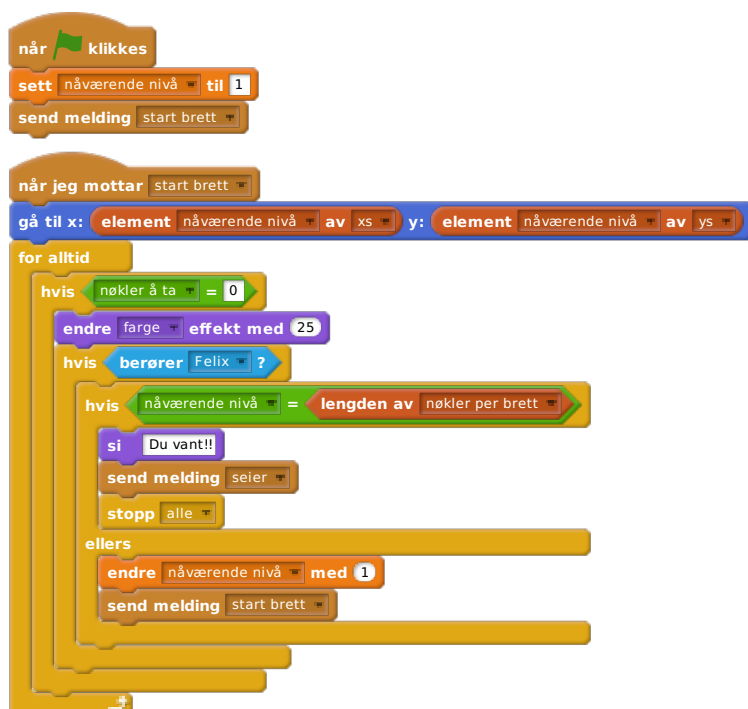 når klikkes
sett nåværende nivå til 1
send melding start brett
når jeg mottar start brett
gå til x: element nåværende nivå av xs y: element nåværende nivå av ys
for alltid
hvis nøkler å ta = 0
endre farge effekt med 25
hvis berører Felix ?
hvis nåværende nivå = lengden av nøkler per brett
si Du vant!!
send melding seier
stopp alle
ellers
endre nåværende nivå med 1
send melding start brett